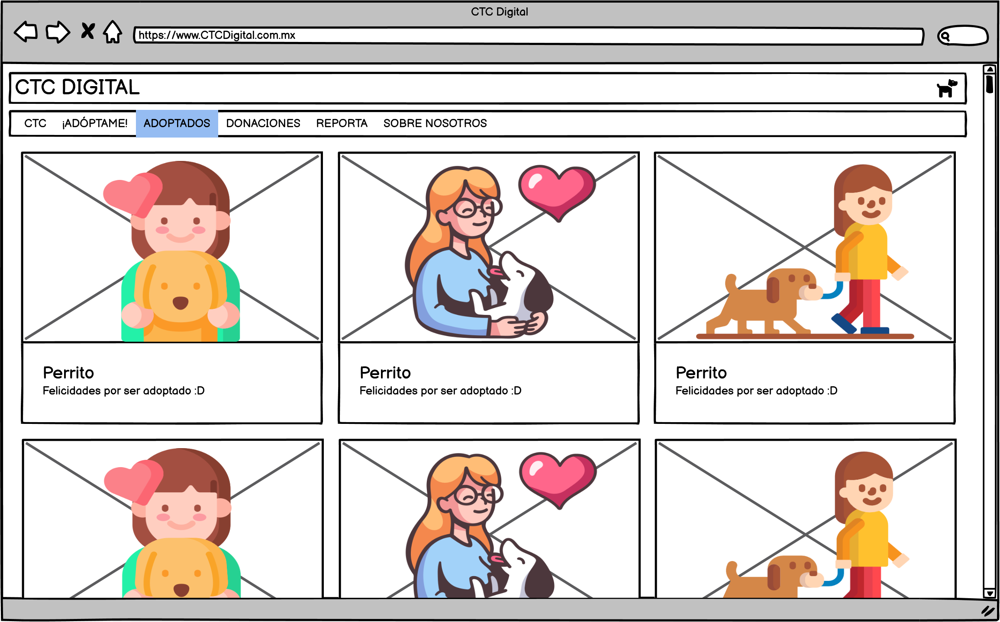 CTC Digital
https://www.CTCDigital.com.mx
CTC DIGITAL
CTC ¡ADÓPTAME! ADOPTADOS DONACIONES REPORTA SOBRE NOSOTROS
Perrito
Felicidades por ser adoptado :D
Perrito
Felicidades por ser adoptado :D
Perrito
Felicidades por ser adoptado :D